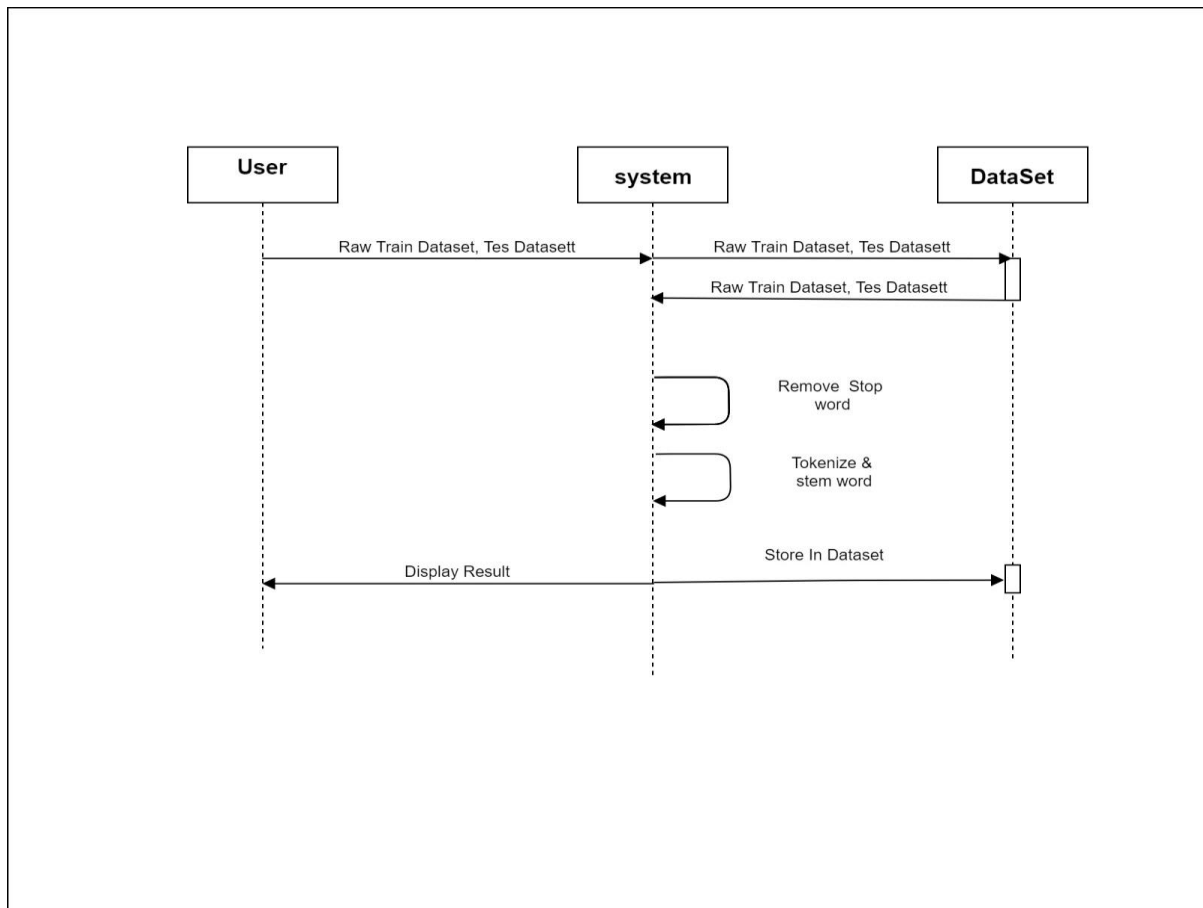 User
system
DataSet
Raw Train Dataset, Tes Datasett
Raw Train Dataset, Tes Datasett
Raw Train Dataset, Tes Datasett
Remove Stop
word
Tokenize &
stem word
Store In Dataset
Display Result